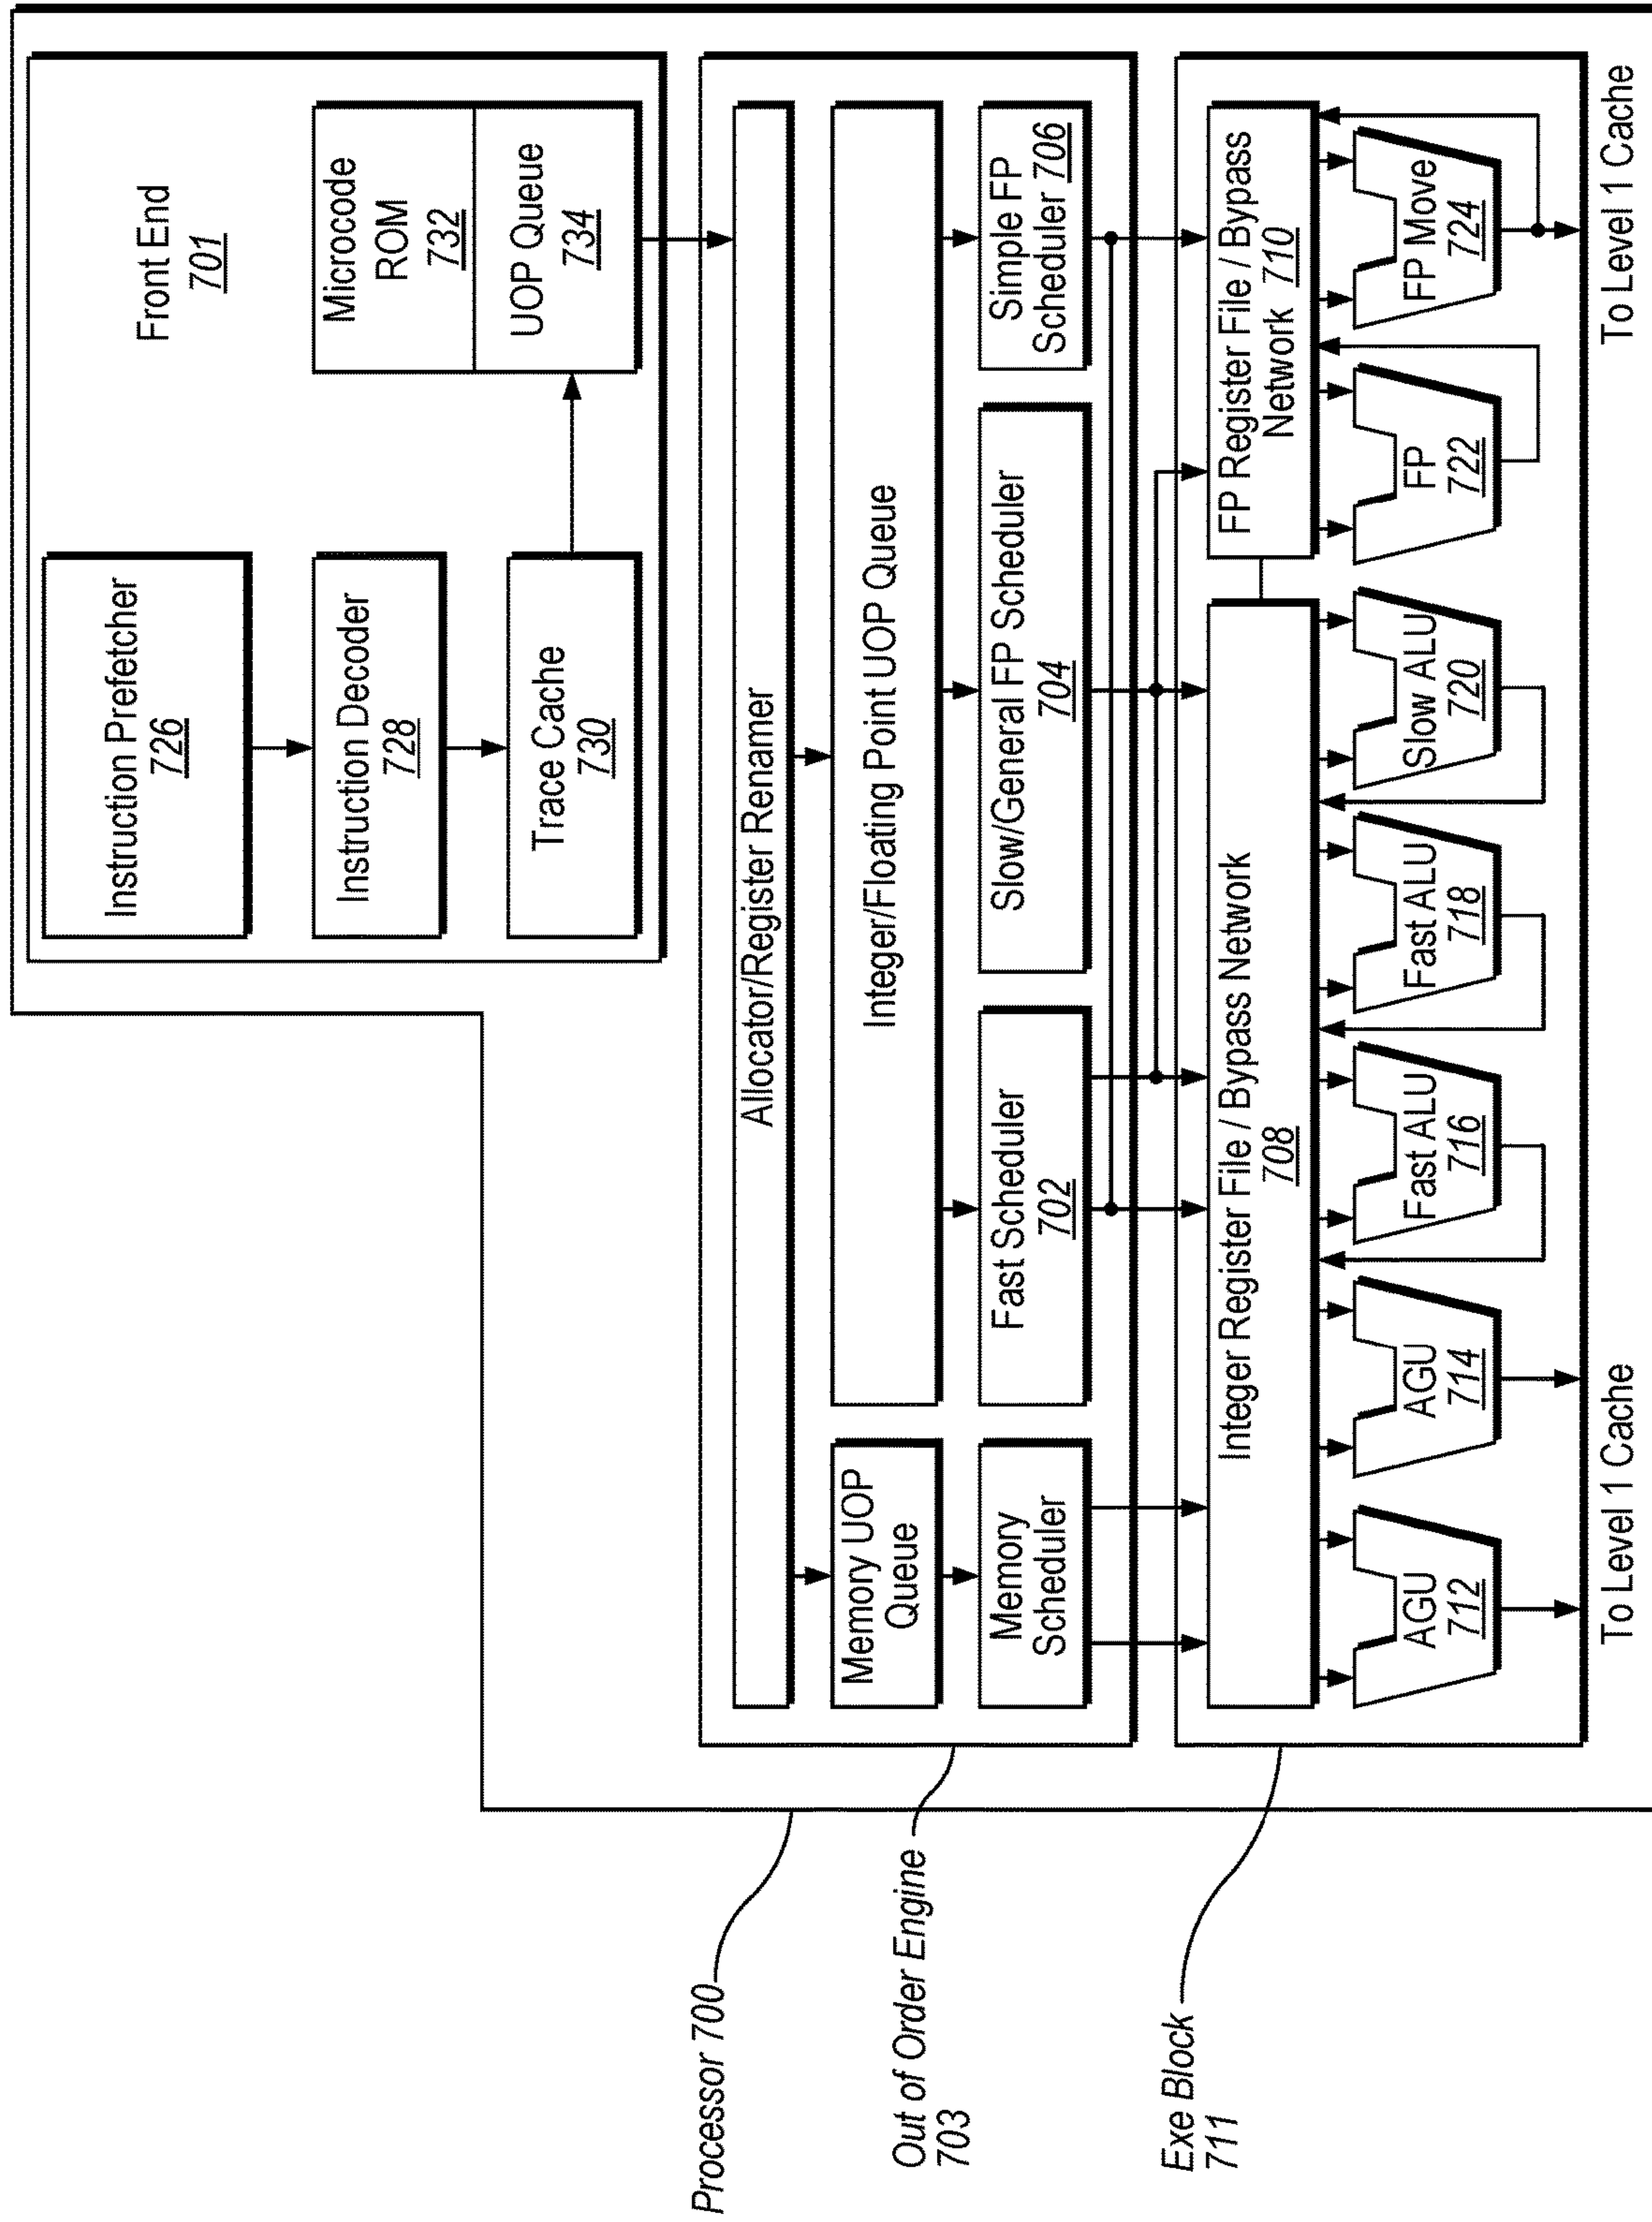 Front End
701
Instruction Prefetcher
726
Instruction Decoder
728
Trace Cache
730
Microcode
ROM
732
UOP Queue
734
Processor 700
Out of Order Engine
703
Allocator/Register Renamer
Memory UOP
Queue
Integer/Floating Point UOP Queue
Memory
Scheduler
Fast Scheduler
702
Slow/General FP Scheduler
704
Simple FP
Scheduler 706
Exe Block
711
Integer Register File / Bypass Network
708
FP Register File / Bypass
Network 710
AGU
712
AGU
714
Fast ALU
716
Fast ALU
718
Slow ALU
720
FP
722
FP Move
724
To Level 1 Cache
To Level 1 Cache